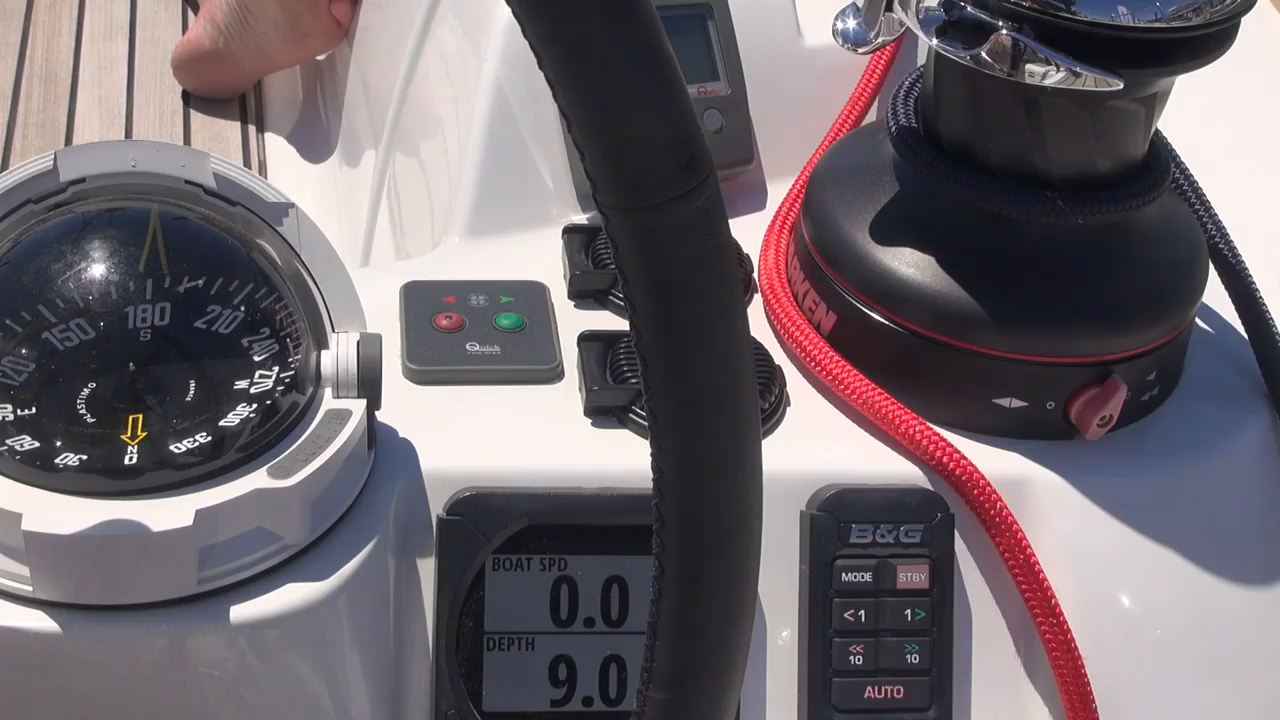 120 150 180 210 240
S
E W 270
60 30 N 330 300
PLASTIMO
Quick
HARKEN
BOAT SPD
0.0
DEPTH
9.0
B&G
MODE STBY
<1 1>
<< >>
10 10
AUTO